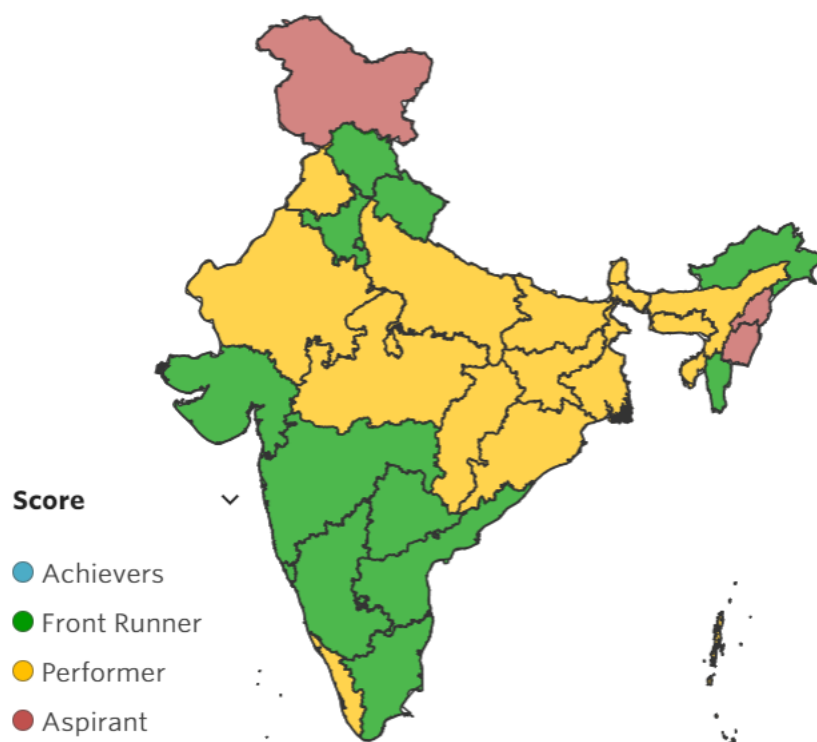 Score
Achievers
Front Runner
Performer
Aspirant